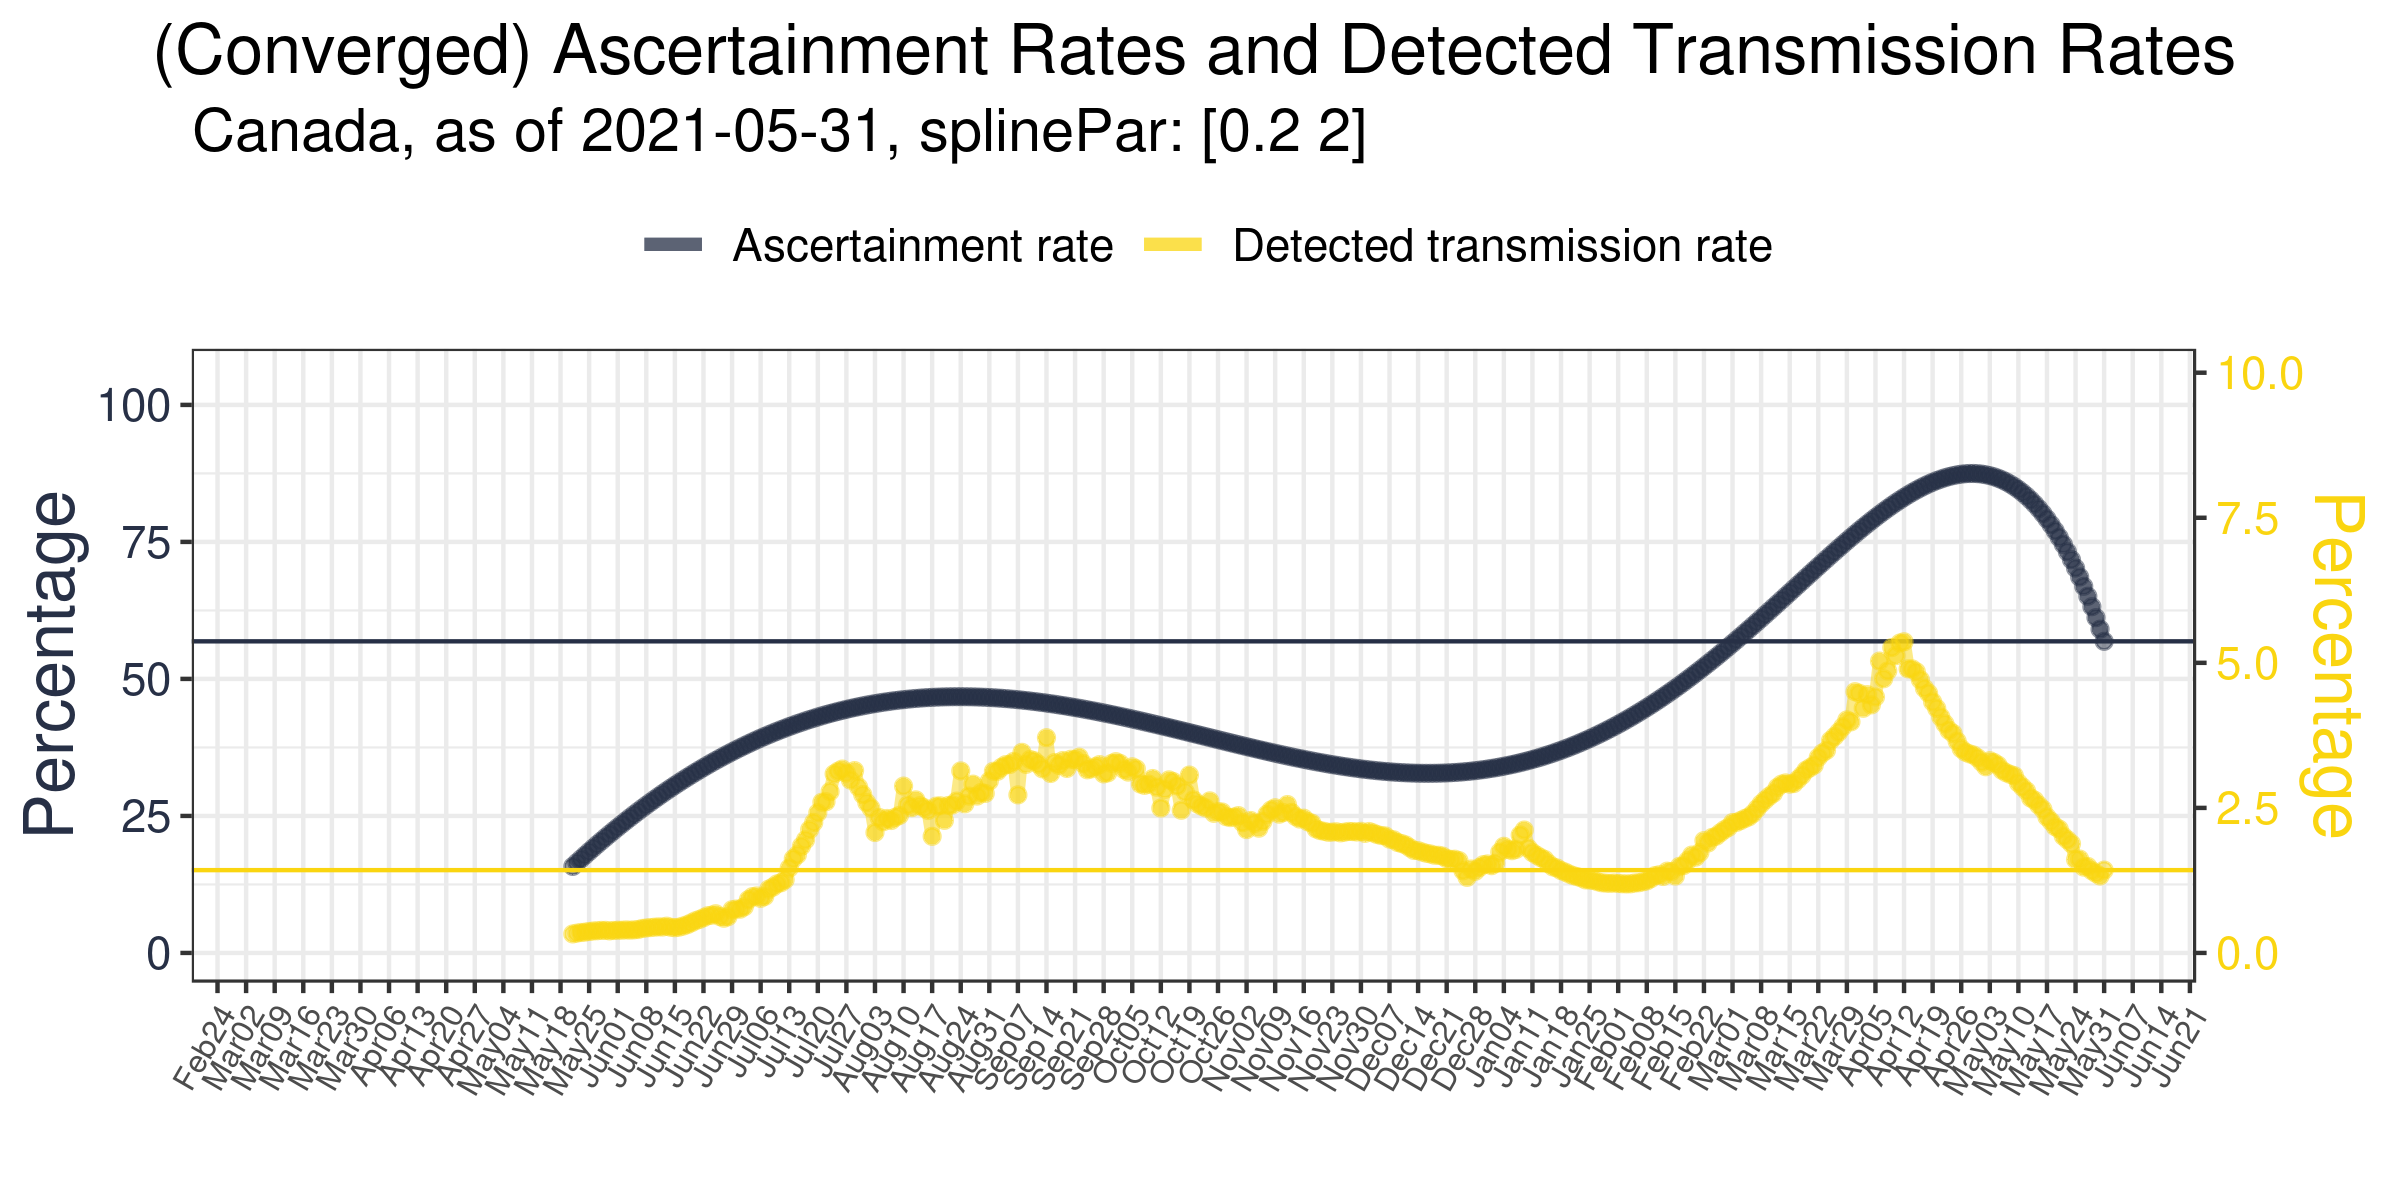 (Converged) Ascertainment Rates and Detected Transmission Rates
Canada, as of 2021-05-31, splinePar: [0.2 2]
Ascertainment rate Detected transmission rate
Percentage
100
75
50
25
0
10.0
7.5
5.0
2.5
0.0
Percentage
Feb24
Mar02
Mar09
Mar16
Mar23
Mar30
Apr06
Apr13
Apr20
Apr27
May04
May11
May18
May25
Jun01
Jun08
Jun15
Jun22
Jun29
Jul06
Jul13
Jul20
Jul27
Aug03
Aug10
Aug17
Aug24
Aug31
Sep07
Sep14
Sep21
Sep28
Oct05
Oct12
Oct19
Oct26
Nov02
Nov09
Nov16
Nov23
Nov30
Dec07
Dec14
Dec21
Dec28
Jan04
Jan11
Jan18
Jan25
Feb01
Feb08
Feb15
Feb22
Mar01
Mar08
Mar15
Mar22
Mar29
Apr05
Apr12
Apr19
Apr26
May03
May10
May17
May24
May31
Jun07
Jun14
Jun21